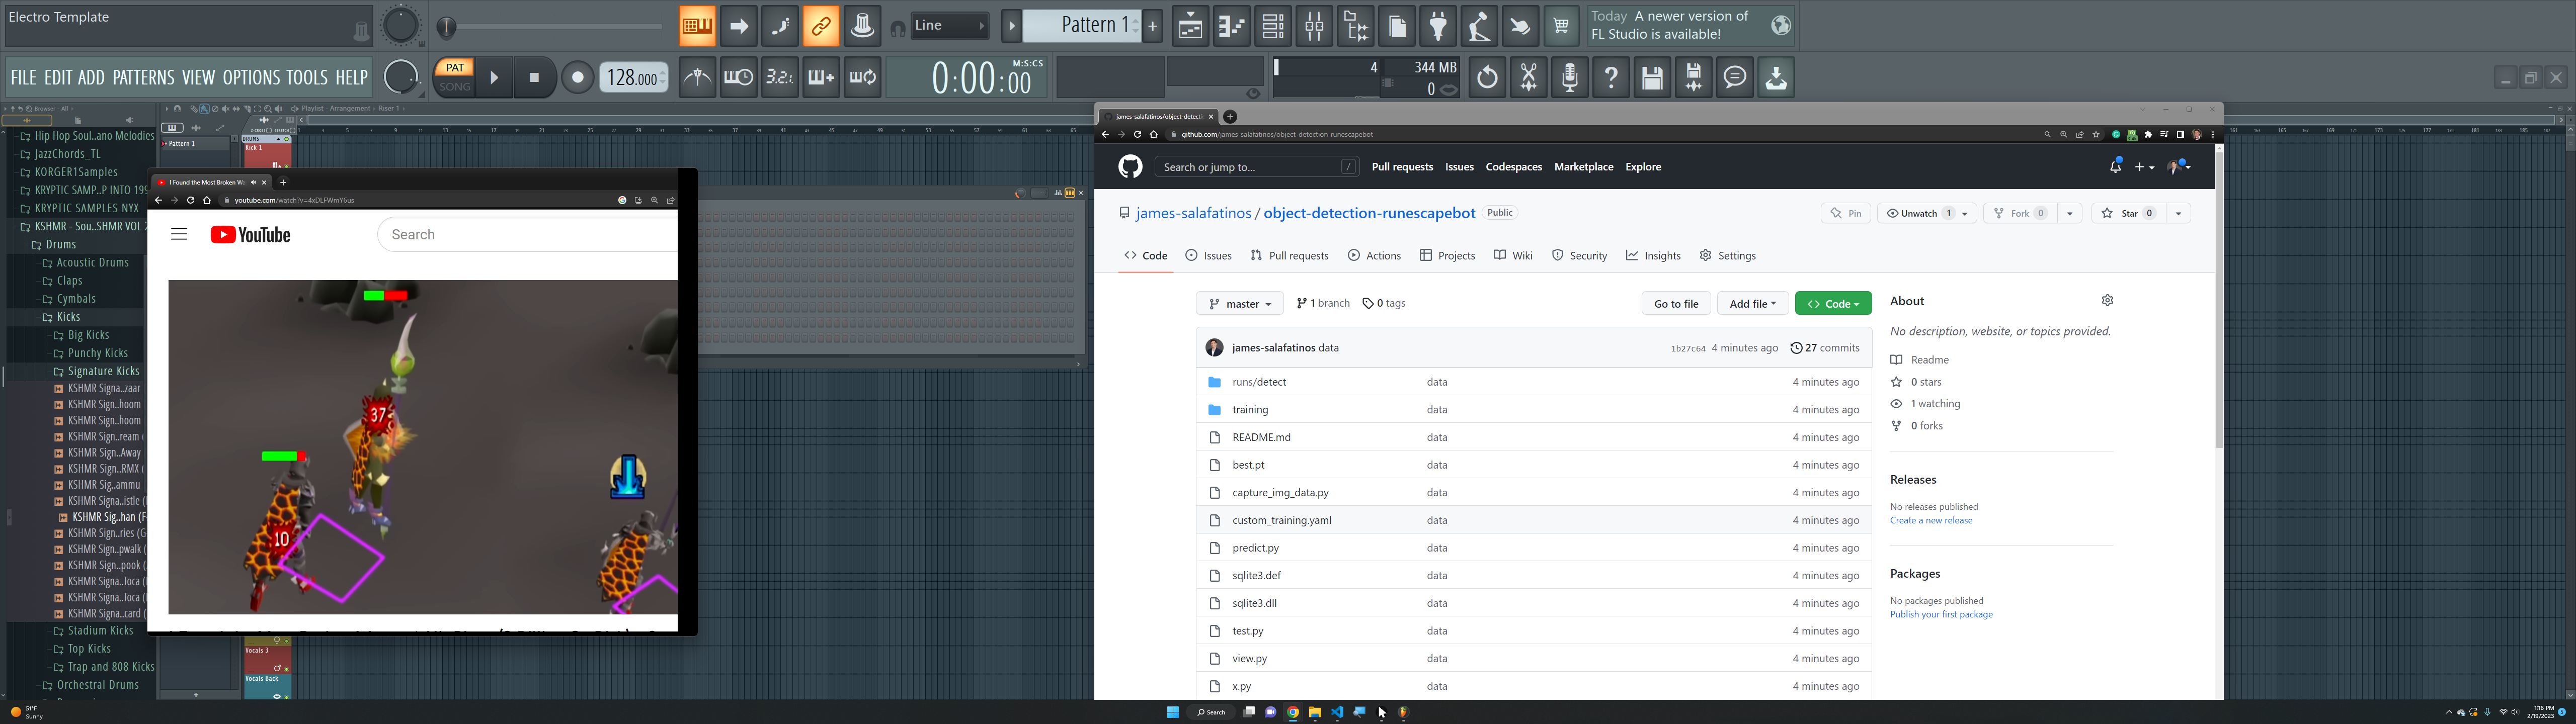 Electro Template
Line
Pattern 1
Today A newer version of
FL Studio is available!
FILE EDIT ADD PATTERNS VIEW OPTIONS TOOLS HELP
PAT
SONG
128.000
3.2.
M:S:CS
0:00:00
4
344 MB
0
Browser - All
Playlist - Arrangement
Riser 1
Pattern 1
DRUMS
Kick 1
Hip Hop Soul..ano Melodies
JazzChords_TL
KORGER1Samples
KRYPTIC SAMP..P INTO 199
KRYPTIC SAMPLES NYX
KSHMR - Sou..SHMR VOL 2
Drums
Acoustic Drums
Claps
Cymbals
Kicks
Big Kicks
Punchy Kicks
Signature Kicks
KSHMR Signa..zaar
KSHMR Sign..hoom
KSHMR Sign..hoom
KSHMR Sign..ream (
KSHMR Sign..Away
KSHMR Sign..RMX (
KSHMR Sig..ammu
KSHMR Signa..istle (
KSHMR Sig..han (F
KSHMR Sign..ries (G
KSHMR Sign..pwalk (
KSHMR Sign..pook (
KSHMR Signa..Toca (
KSHMR Signa..Toca (
KSHMR Signa..card (
Stadium Kicks
Top Kicks
Trap and 808 Kicks
Orchestral Drums
Vocals 3
Vocals Back
I Found the Most Broken W
youtube.com/watch?v=4xDLFWmY6us
YouTube
Search
37
10
james-salafatinos/object-detecti
github.com/james-salafatinos/object-detection-runescapebot
Search or jump to...
/
Pull requests Issues Codespaces Marketplace Explore
james-salafatinos / object-detection-runescapebot Public
Pin Unwatch 1 Fork 0 Star 0
Code Issues Pull requests Actions Projects Wiki Security Insights Settings
master 1 branch 0 tags Go to file Add file Code
james-salafatinos data 1b27c64 4 minutes ago 27 commits
runs/detect data 4 minutes ago
training data 4 minutes ago
README.md data 4 minutes ago
best.pt data 4 minutes ago
capture_img_data.py data 4 minutes ago
custom_training.yaml data 4 minutes ago
predict.py data 4 minutes ago
sqlite3.def data 4 minutes ago
sqlite3.dll data 4 minutes ago
test.py data 4 minutes ago
view.py data 4 minutes ago
x.py data 4 minutes ago
About
No description, website, or topics provided.
Readme
0 stars
1 watching
0 forks
Releases
No releases published
Create a new release
Packages
No packages published
Publish your first package
51°F
Sunny
Search
1:16 PM
2/19/2023